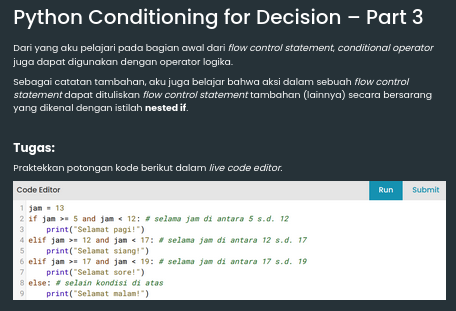 Python Conditioning for Decision – Part 3
Dari yang aku pelajari pada bagian awal dari flow control statement, conditional operator
juga dapat digunakan dengan operator logika.
Sebagai catatan tambahan, aku juga belajar bahwa aksi dalam sebuah flow control
statement dapat dituliskan flow control statement tambahan (lainnya) secara bersarang
yang dikenal dengan istilah nested if.
Tugas:
Praktekkan potongan kode berikut dalam live code editor.
Code Editor Run Submit
1 jam = 13
2 if jam >= 5 and jam < 12: # selama jam di antara 5 s.d. 12
3 print("Selamat pagi!")
4 elif jam >= 12 and jam < 17: # selama jam di antara 12 s.d. 17
5 print("Selamat siang!")
6 elif jam >= 17 and jam < 19: # selama jam di antara 17 s.d. 19
7 print("Selamat sore!")
8 else: # selain kondisi di atas
9 print("Selamat malam!")